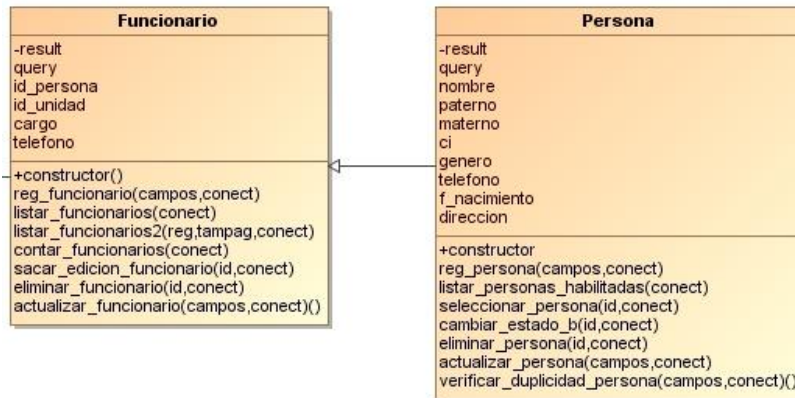 Funcionario
-result
query
id_persona
id_unidad
cargo
telefono
+constructor()
reg_funcionario(campos,conect)
listar_funcionarios(conect)
listar_funcionarios2(reg,tampag,conect)
contar_funcionarios(conect)
sacar_edicion_funcionario(id,conect)
eliminar_funcionario(id,conect)
actualizar_funcionario(campos,conect)()
Persona
-result
query
nombre
paterno
materno
ci
genero
telefono
f_nacimiento
direccion
+constructor
reg_persona(campos,conect)
listar_personas_habilitadas(conect)
seleccionar_persona(id,conect)
cambiar_estado_b(id,conect)
eliminar_persona(id,conect)
actualizar_persona(campos,conect)
verificar_duplicidad_persona(campos,conect)()